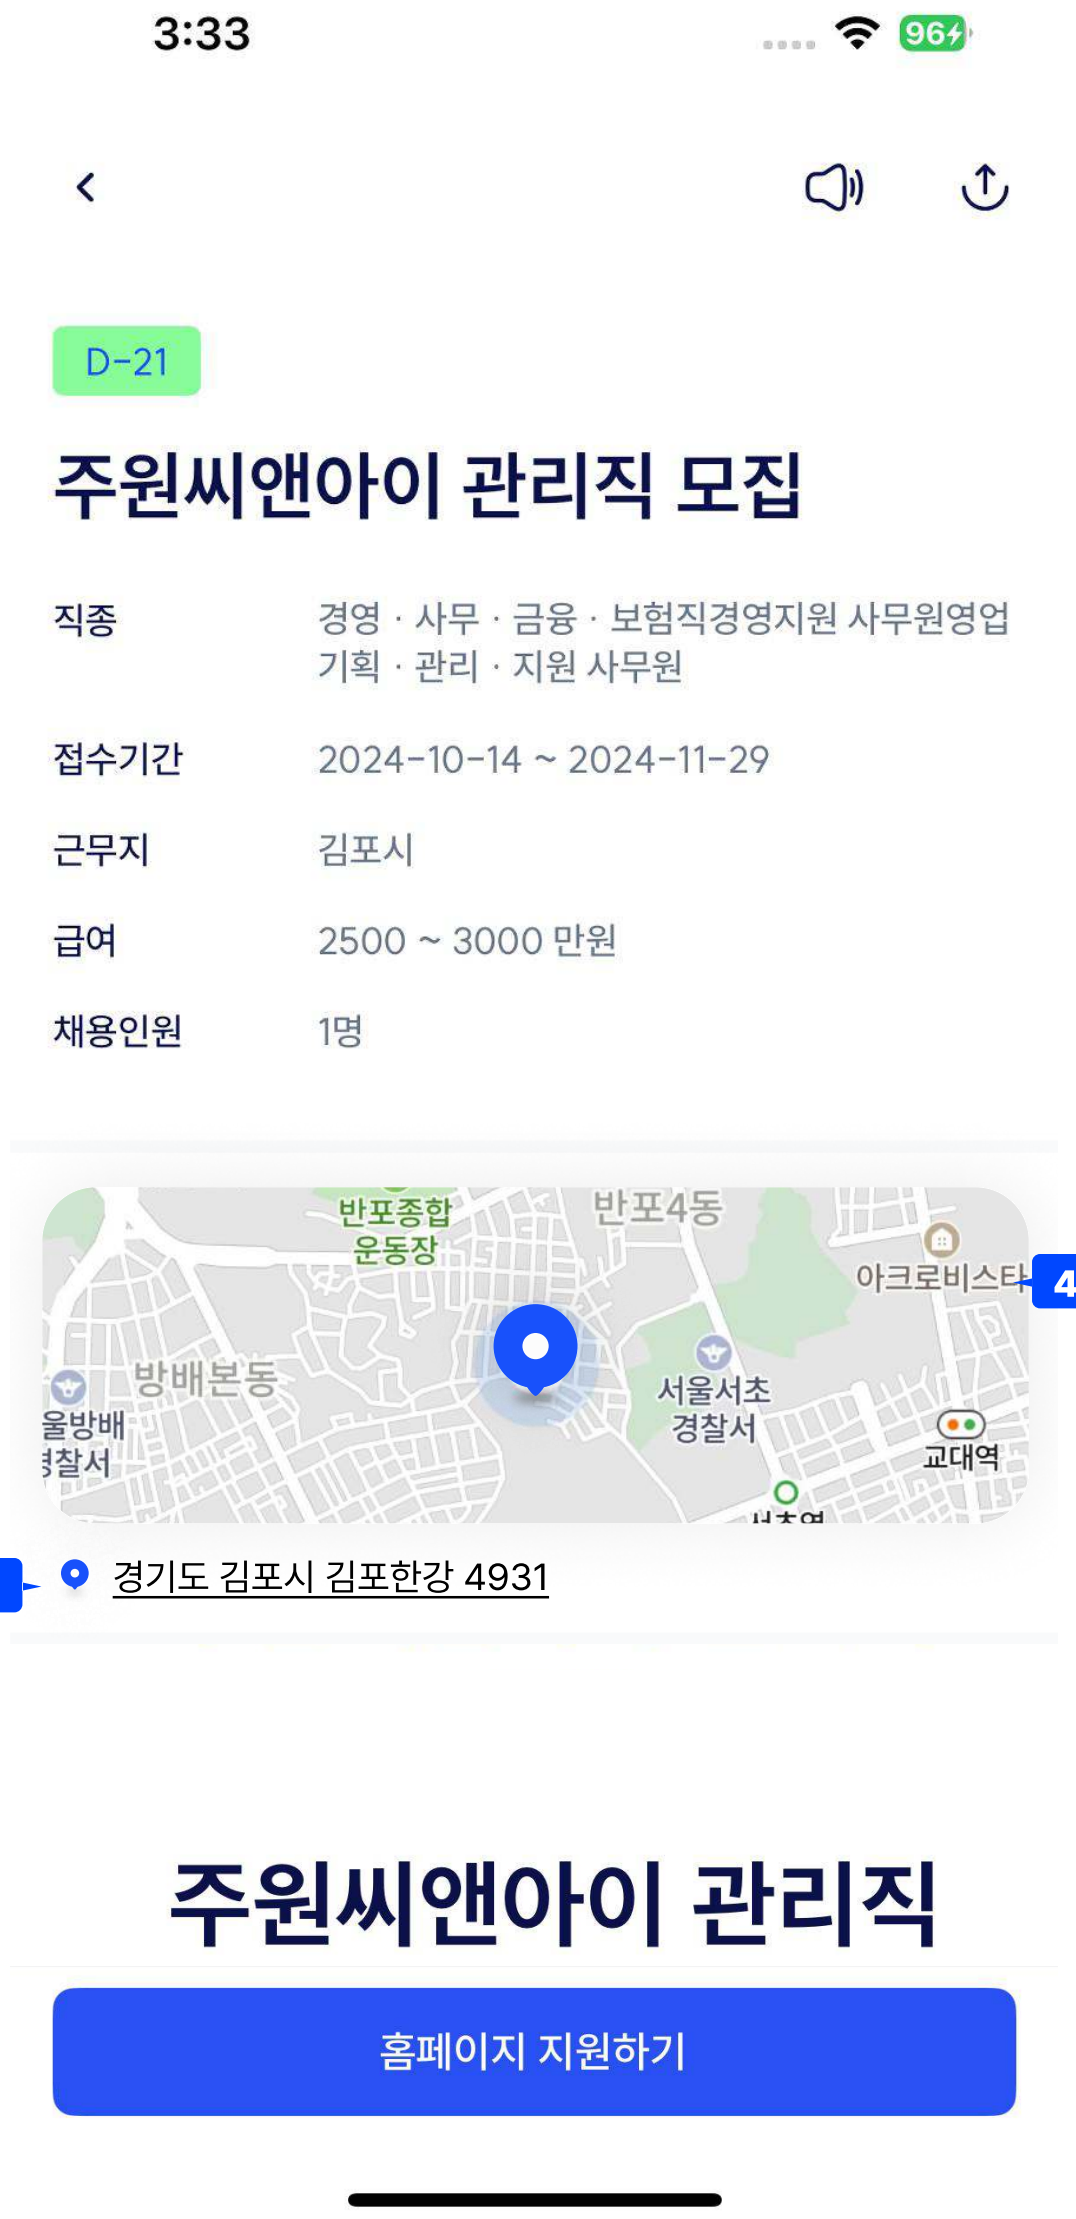 3:33
96
D-21
주원씨앤아이 관리직 모집
직종
경영 · 사무 · 금융 · 보험직경영지원 사무원영업
기획 · 관리 · 지원 사무원
접수기간
2024-10-14 ~ 2024-11-29
근무지
김포시
급여
2500 ~ 3000 만원
채용인원
1명
반포종합
운동장
반포4동
아크로비스타
4
방배본동
서울서초
경찰서
울방배
경찰서
교대역
서초역
경기도 김포시 김포한강 4931
주원씨앤아이 관리직
홈페이지 지원하기